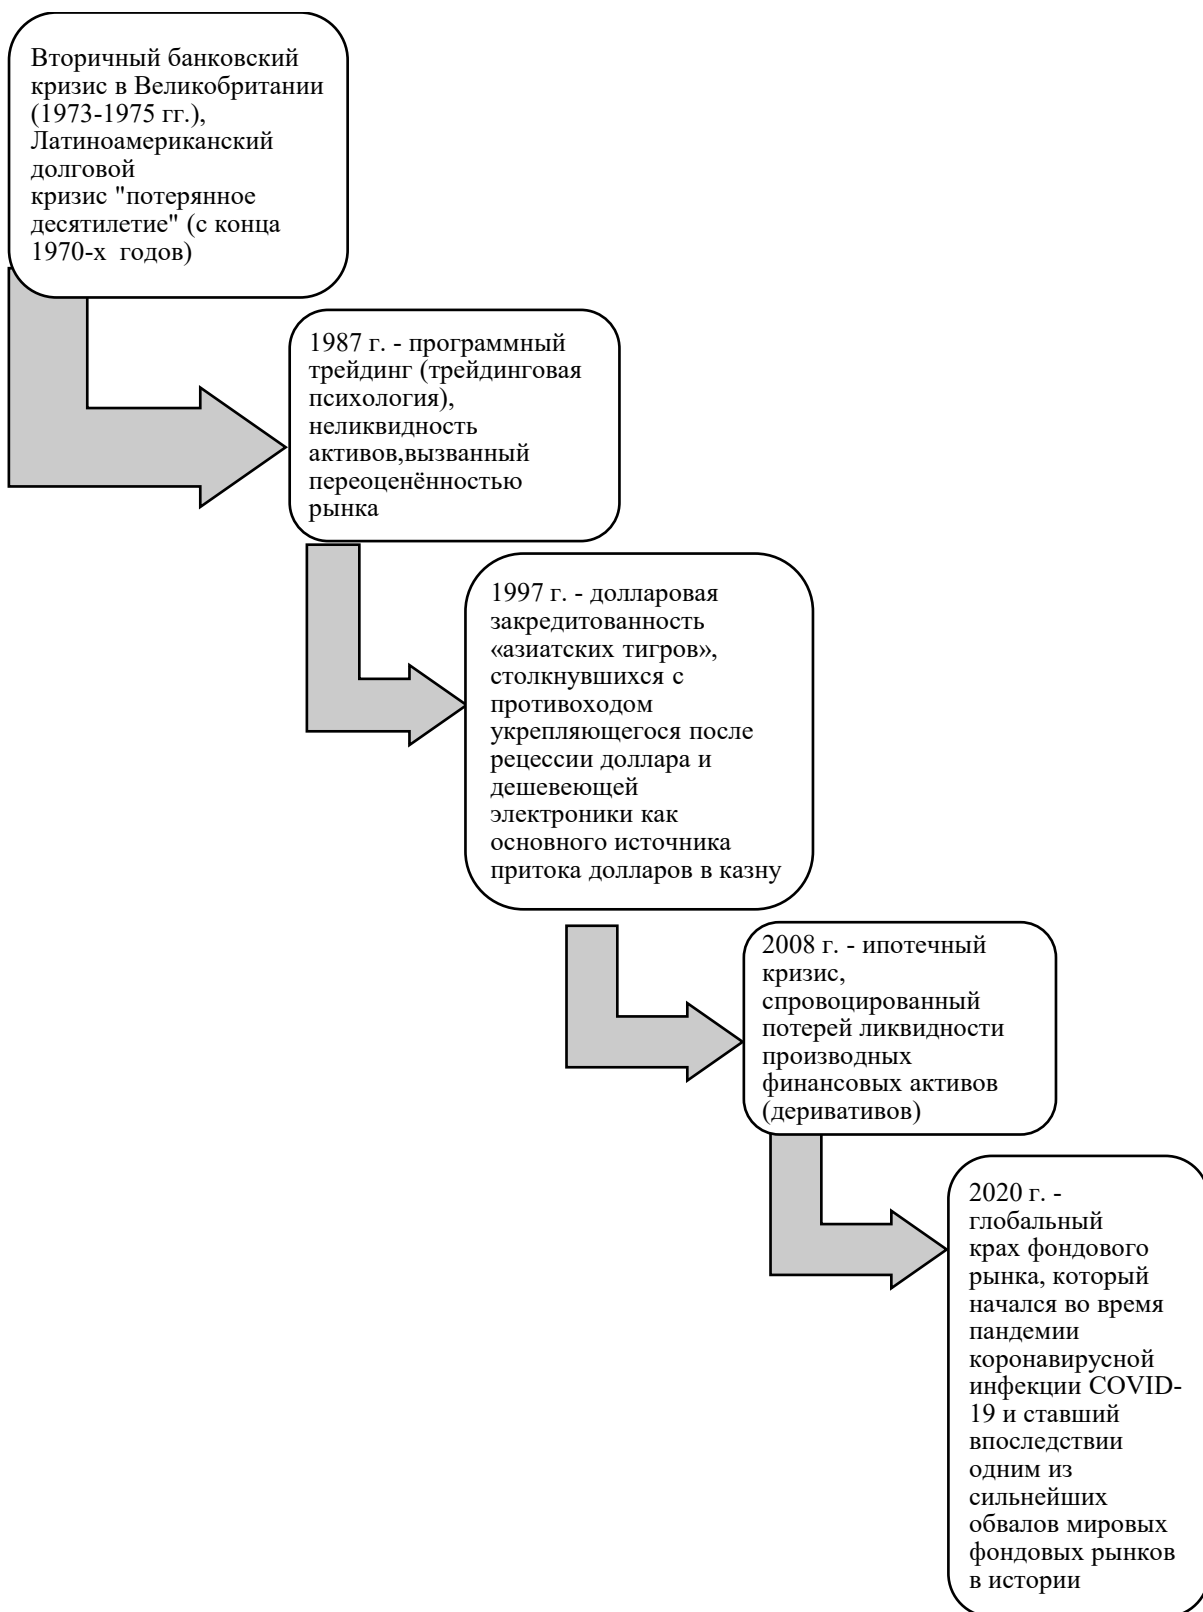 Вторичный банковский
кризис в Великобритании
(1973-1975 гг.),
Латиноамериканский
долговой
кризис "потерянное
десятилетие" (с конца
1970-х годов)
1987 г. - программный
трейдинг (трейдинговая
психология),
неликвидность
активов,вызванный
переоценённостью
рынка
1997 г. - долларовая
закредитованность
«азиатских тигров»,
столкнувшихся с
противоходом
укрепляющегося после
рецессии доллара и
дешевеющей
электроники как
основного источника
притока долларов в казну
2008 г. - ипотечный
кризис,
спровоцированный
потерей ликвидности
производных
финансовых активов
(деривативов)
2020 г. -
глобальный
крах фондового
рынка, который
начался во время
пандемии
коронавирусной
инфекции COVID-
19 и ставший
впоследствии
одним из
сильнейших
обвалов мировых
фондовых рынков
в истории